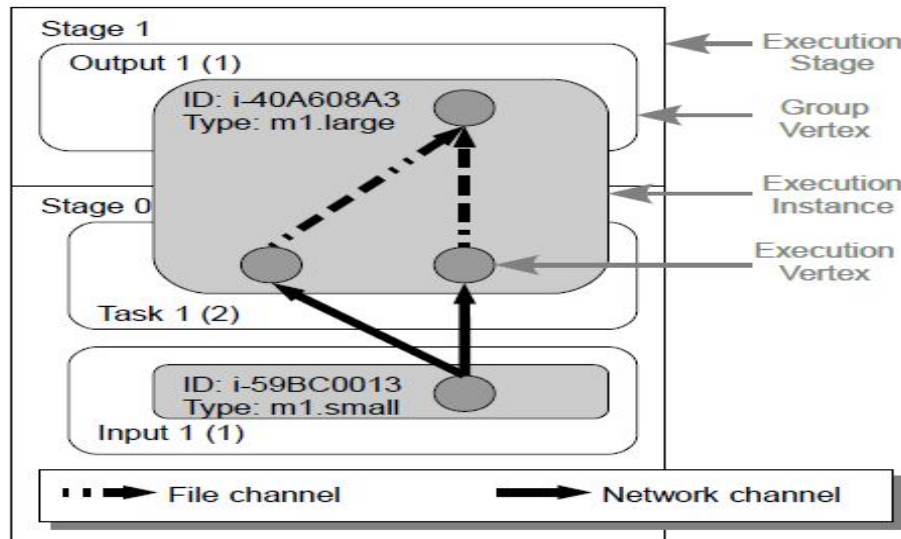 Stage 1
Output 1 (1)
ID: i-40A608A3
Type: m1.large
Execution
Stage
Group
Vertex
Execution
Instance
Stage 0
Execution
Vertex
Task 1 (2)
ID: i-59BC0013
Type: m1.small
Input 1 (1)
File channel
Network channel